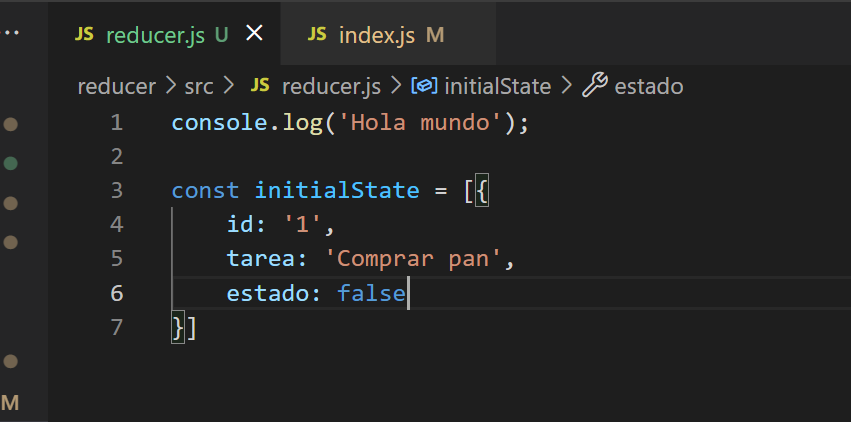 ... JS reducer.js U × JS index.js M
reducer > src > JS reducer.js > initialState > estado
1 console.log('Hola mundo');
2
3 const initialState = [{
4 id: '1',
5 tarea: 'Comprar pan',
6 estado: false
7 }]
M